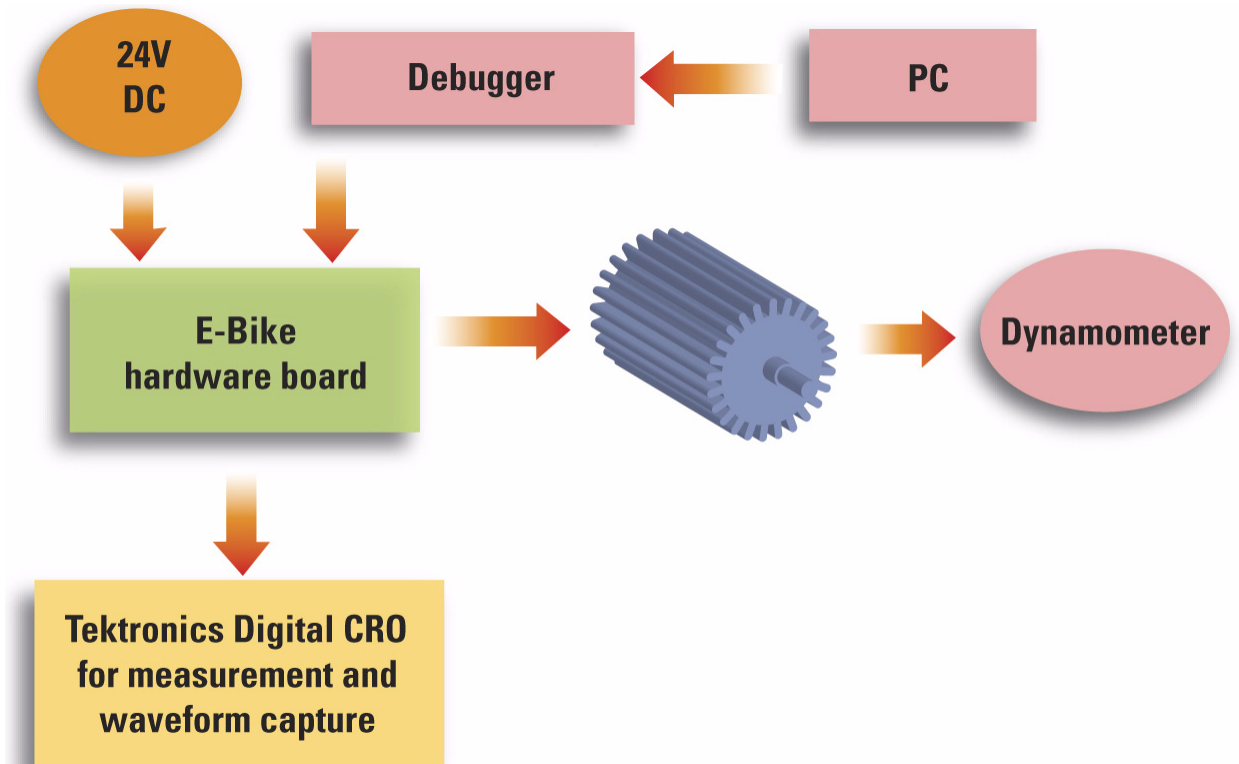 24V
DC
Debugger
PC
E-Bike
hardware board
Dynamometer
Tektronics Digital CRO
for measurement and
waveform capture